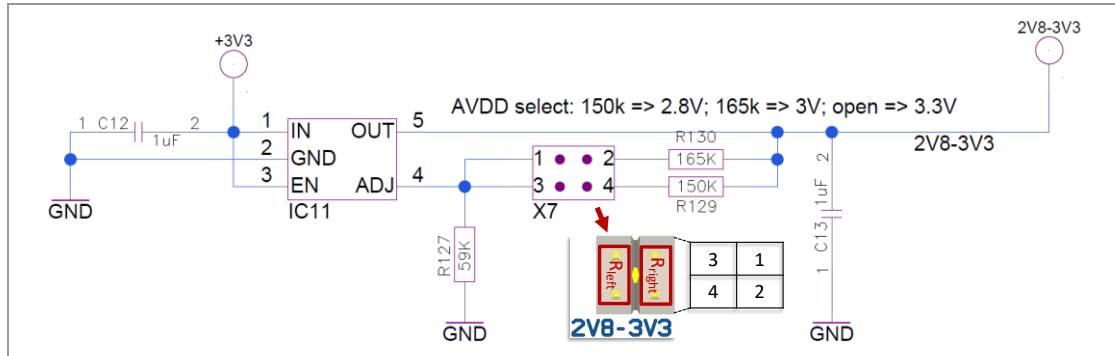 +3V3
2V8-3V3
AVDD select: 150k => 2.8V; 165k => 3V; open => 3.3V
1 C12 2
1uF
1 IN OUT 5
2 GND
3 EN ADJ 4
IC11
GND
R130
1 2 165K
3 4 150K
X7
R129
2V8-3V3
2
1uF
C13
1
R127
59K
GND
Rleft
Rright
3 1
4 2
2V8-3V3
GND